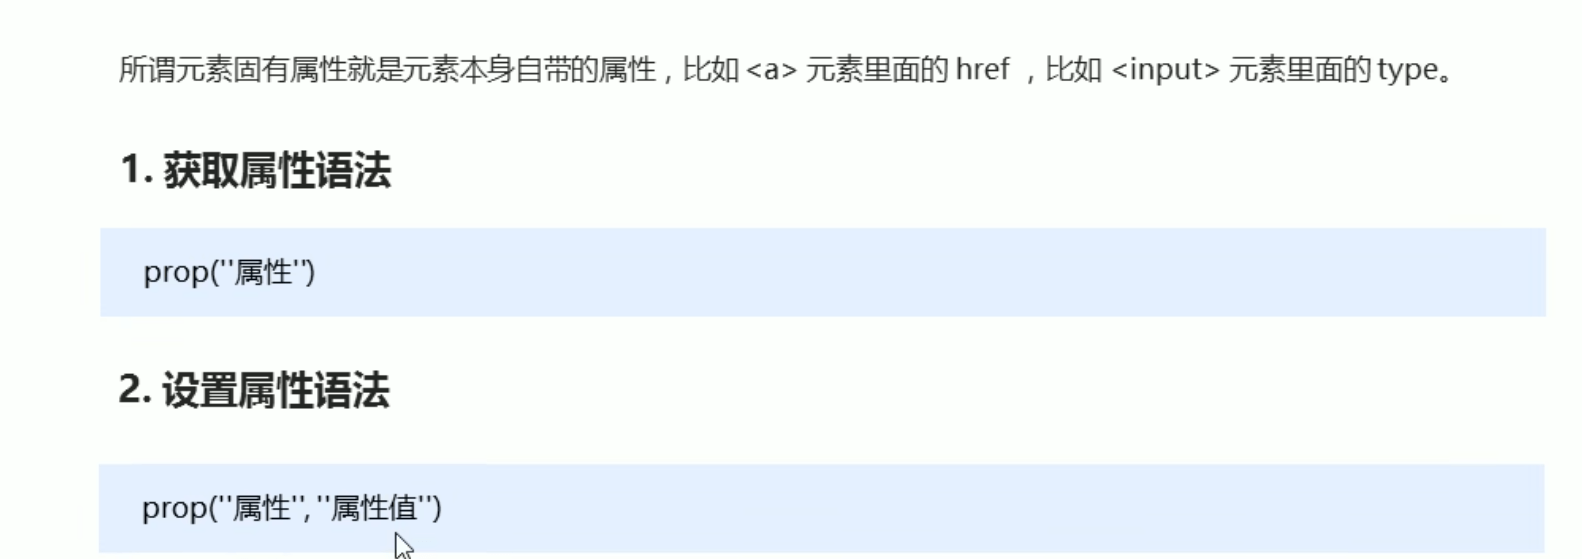 所谓元素固有属性就是元素本身自带的属性，比如 <a> 元素里面的 href ，比如 <input> 元素里面的 type。
1. 获取属性语法
prop(''属性'')
2. 设置属性语法
prop(''属性'', ''属性值'')